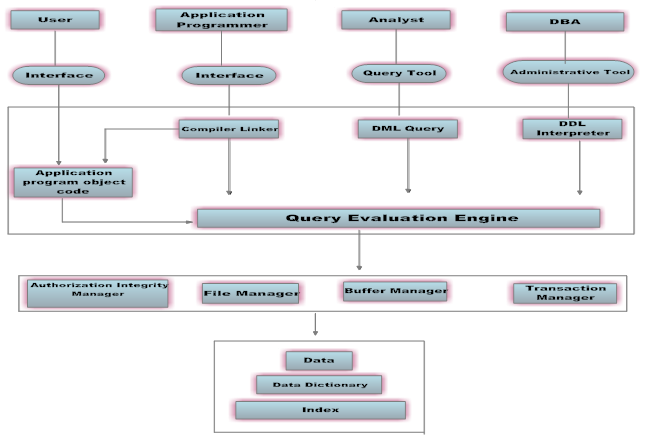 User
Application
Programmer
Analyst
DBA
Interface
Interface
Query Tool
Administrative Tool
Compiler Linker
DML Query
DDL
Interpreter
Application
program object
code
Query Evaluation Engine
Authorization Integrity
Manager
File Manager
Buffer Manager
Transaction
Manager
Data
Data Dictionary
Index